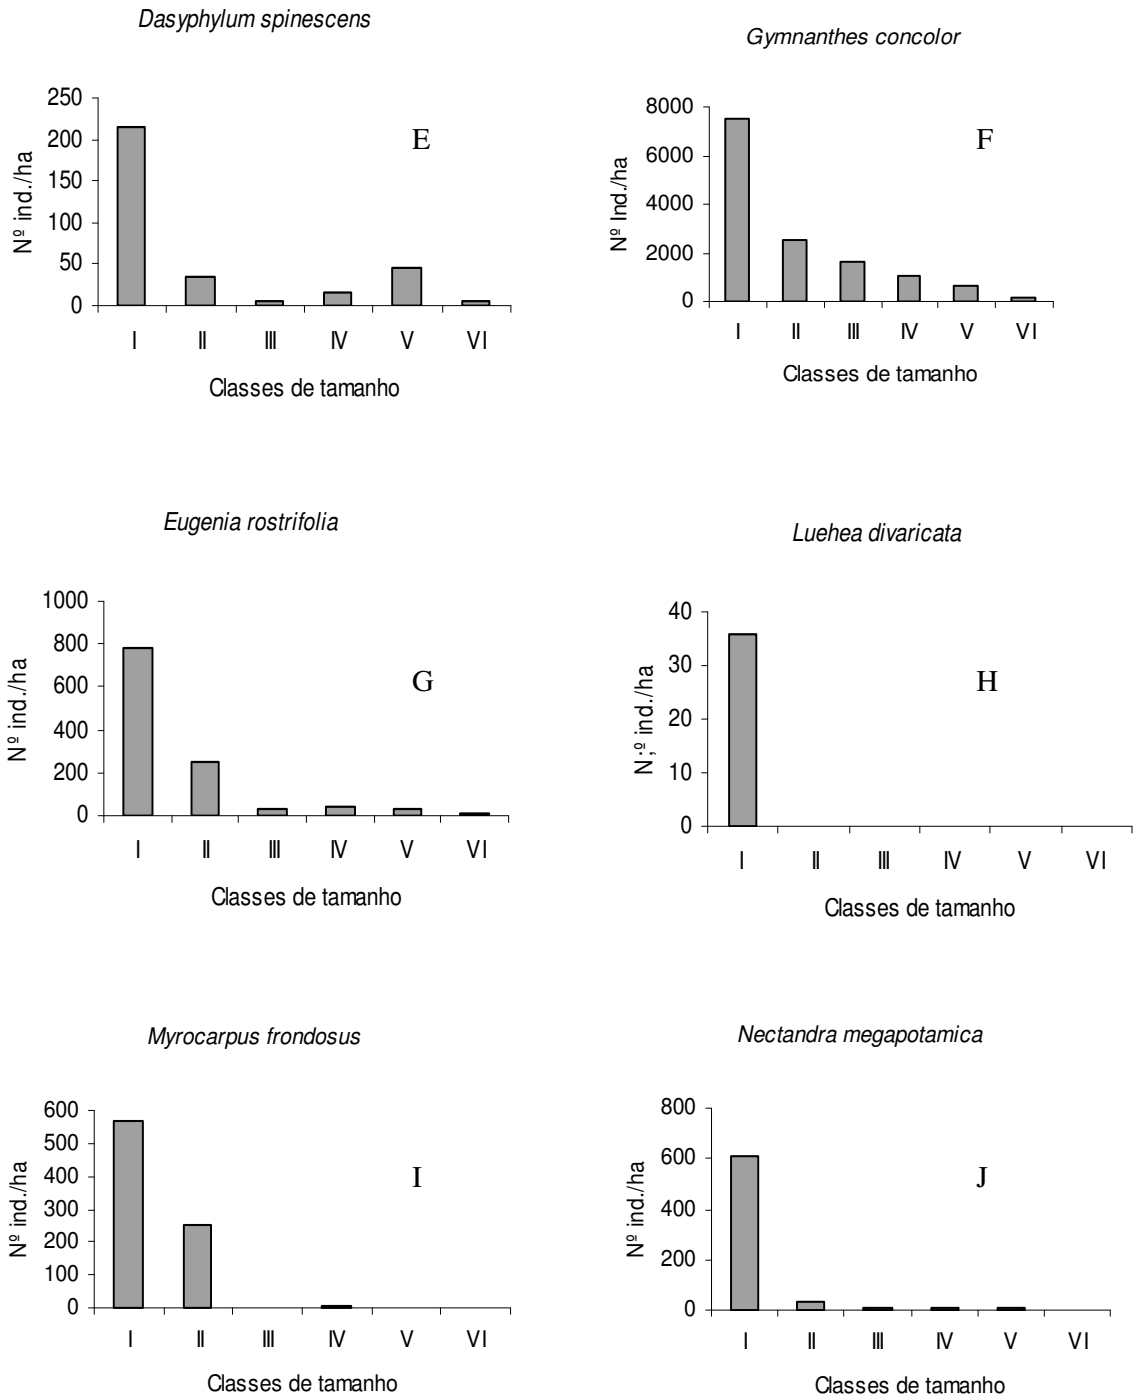 Dasyphylum spinescens
250
200
150
100
50
0
Nº ind./ha
E
I II III IV V VI
Classes de tamanho
Gymnanthes concolor
8000
6000
4000
2000
0
Nº Ind./ha
F
I II III IV V VI
Classes de tamanho
Eugenia rostrifolia
1000
800
600
400
200
0
Nº ind./ha
G
I II III IV V VI
Classes de tamanho
Luehea divaricata
40
30
20
10
0
N;º ind./ha
H
I II III IV V VI
Classes de tamanho
Myrocarpus frondosus
600
500
400
300
200
100
0
Nº ind./ha
I
I II III IV V VI
Classes de tamanho
Nectandra megapotamica
800
600
400
200
0
Nº ind./ha
J
I II III IV V VI
Classes de tamanho